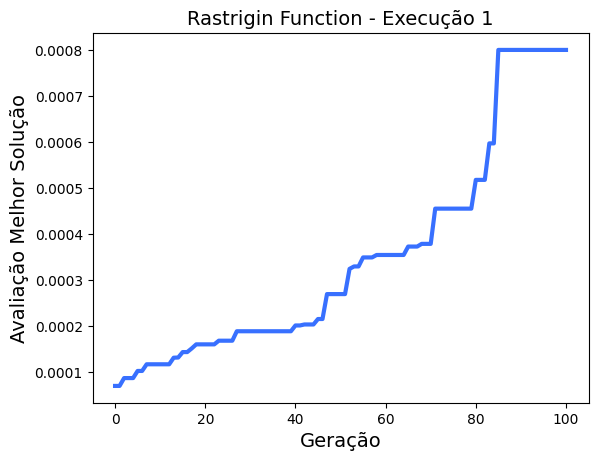 Rastrigin Function - Execução 1
Avaliação Melhor Solução
0.0008
0.0007
0.0006
0.0005
0.0004
0.0003
0.0002
0.0001
0 20 40 60 80 100
Geração